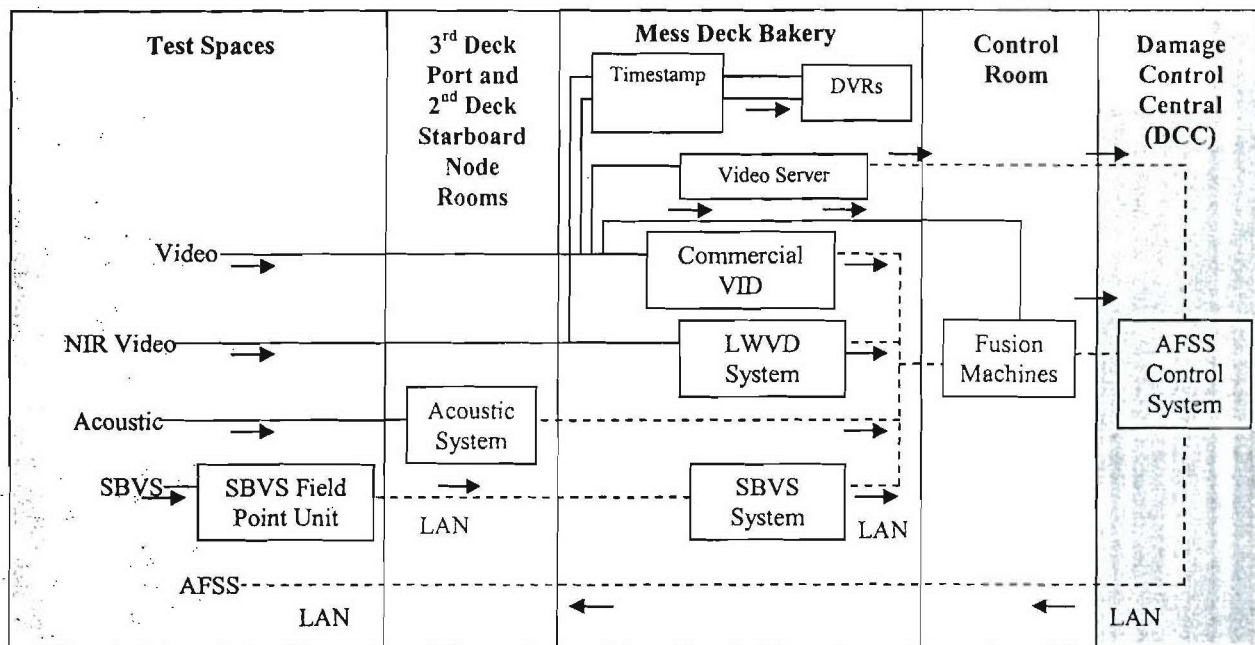 Test Spaces
3rd Deck
Port and
2nd Deck
Starboard
Node
Rooms
Mess Deck Bakery
Control
Room
Damage
Control
Central
(DCC)
Timestamp
DVRs
Video Server
Video
Commercial
VID
NIR Video
LWVD
System
Fusion
Machines
AFSS
Control
System
Acoustic
Acoustic
System
SBVS
SBVS Field
Point Unit
LAN
SBVS
System
LAN
AFSS
LAN
LAN